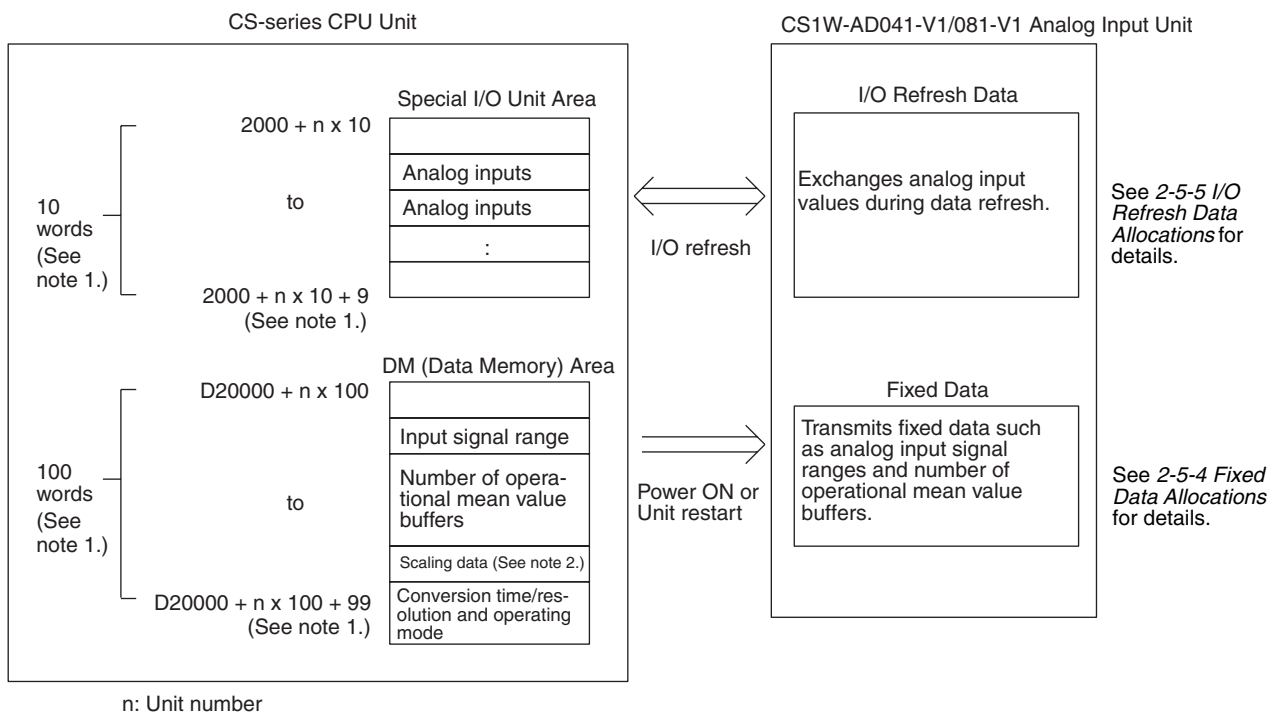 CS-series CPU Unit
CS1W-AD041-V1/081-V1 Analog Input Unit
Special I/O Unit Area
2000 + n x 10
to
2000 + n x 10 + 9
(See note 1.)
10
words
(See
note 1.)
Analog inputs
Analog inputs
:
I/O refresh
I/O Refresh Data
Exchanges analog input
values during data refresh.
See 2-5-5 I/O
Refresh Data
Allocations for
details.
DM (Data Memory) Area
D20000 + n x 100
to
D20000 + n x 100 + 99
(See note 1.)
100
words
(See
note 1.)
Input signal range
Number of opera-
tional mean value
buffers
Scaling data (See note 2.)
Conversion time/res-
olution and operating
mode
Power ON or
Unit restart
Fixed Data
Transmits fixed data such
as analog input signal
ranges and number of
operational mean value
buffers.
See 2-5-4 Fixed
Data Allocations
for details.
n: Unit number